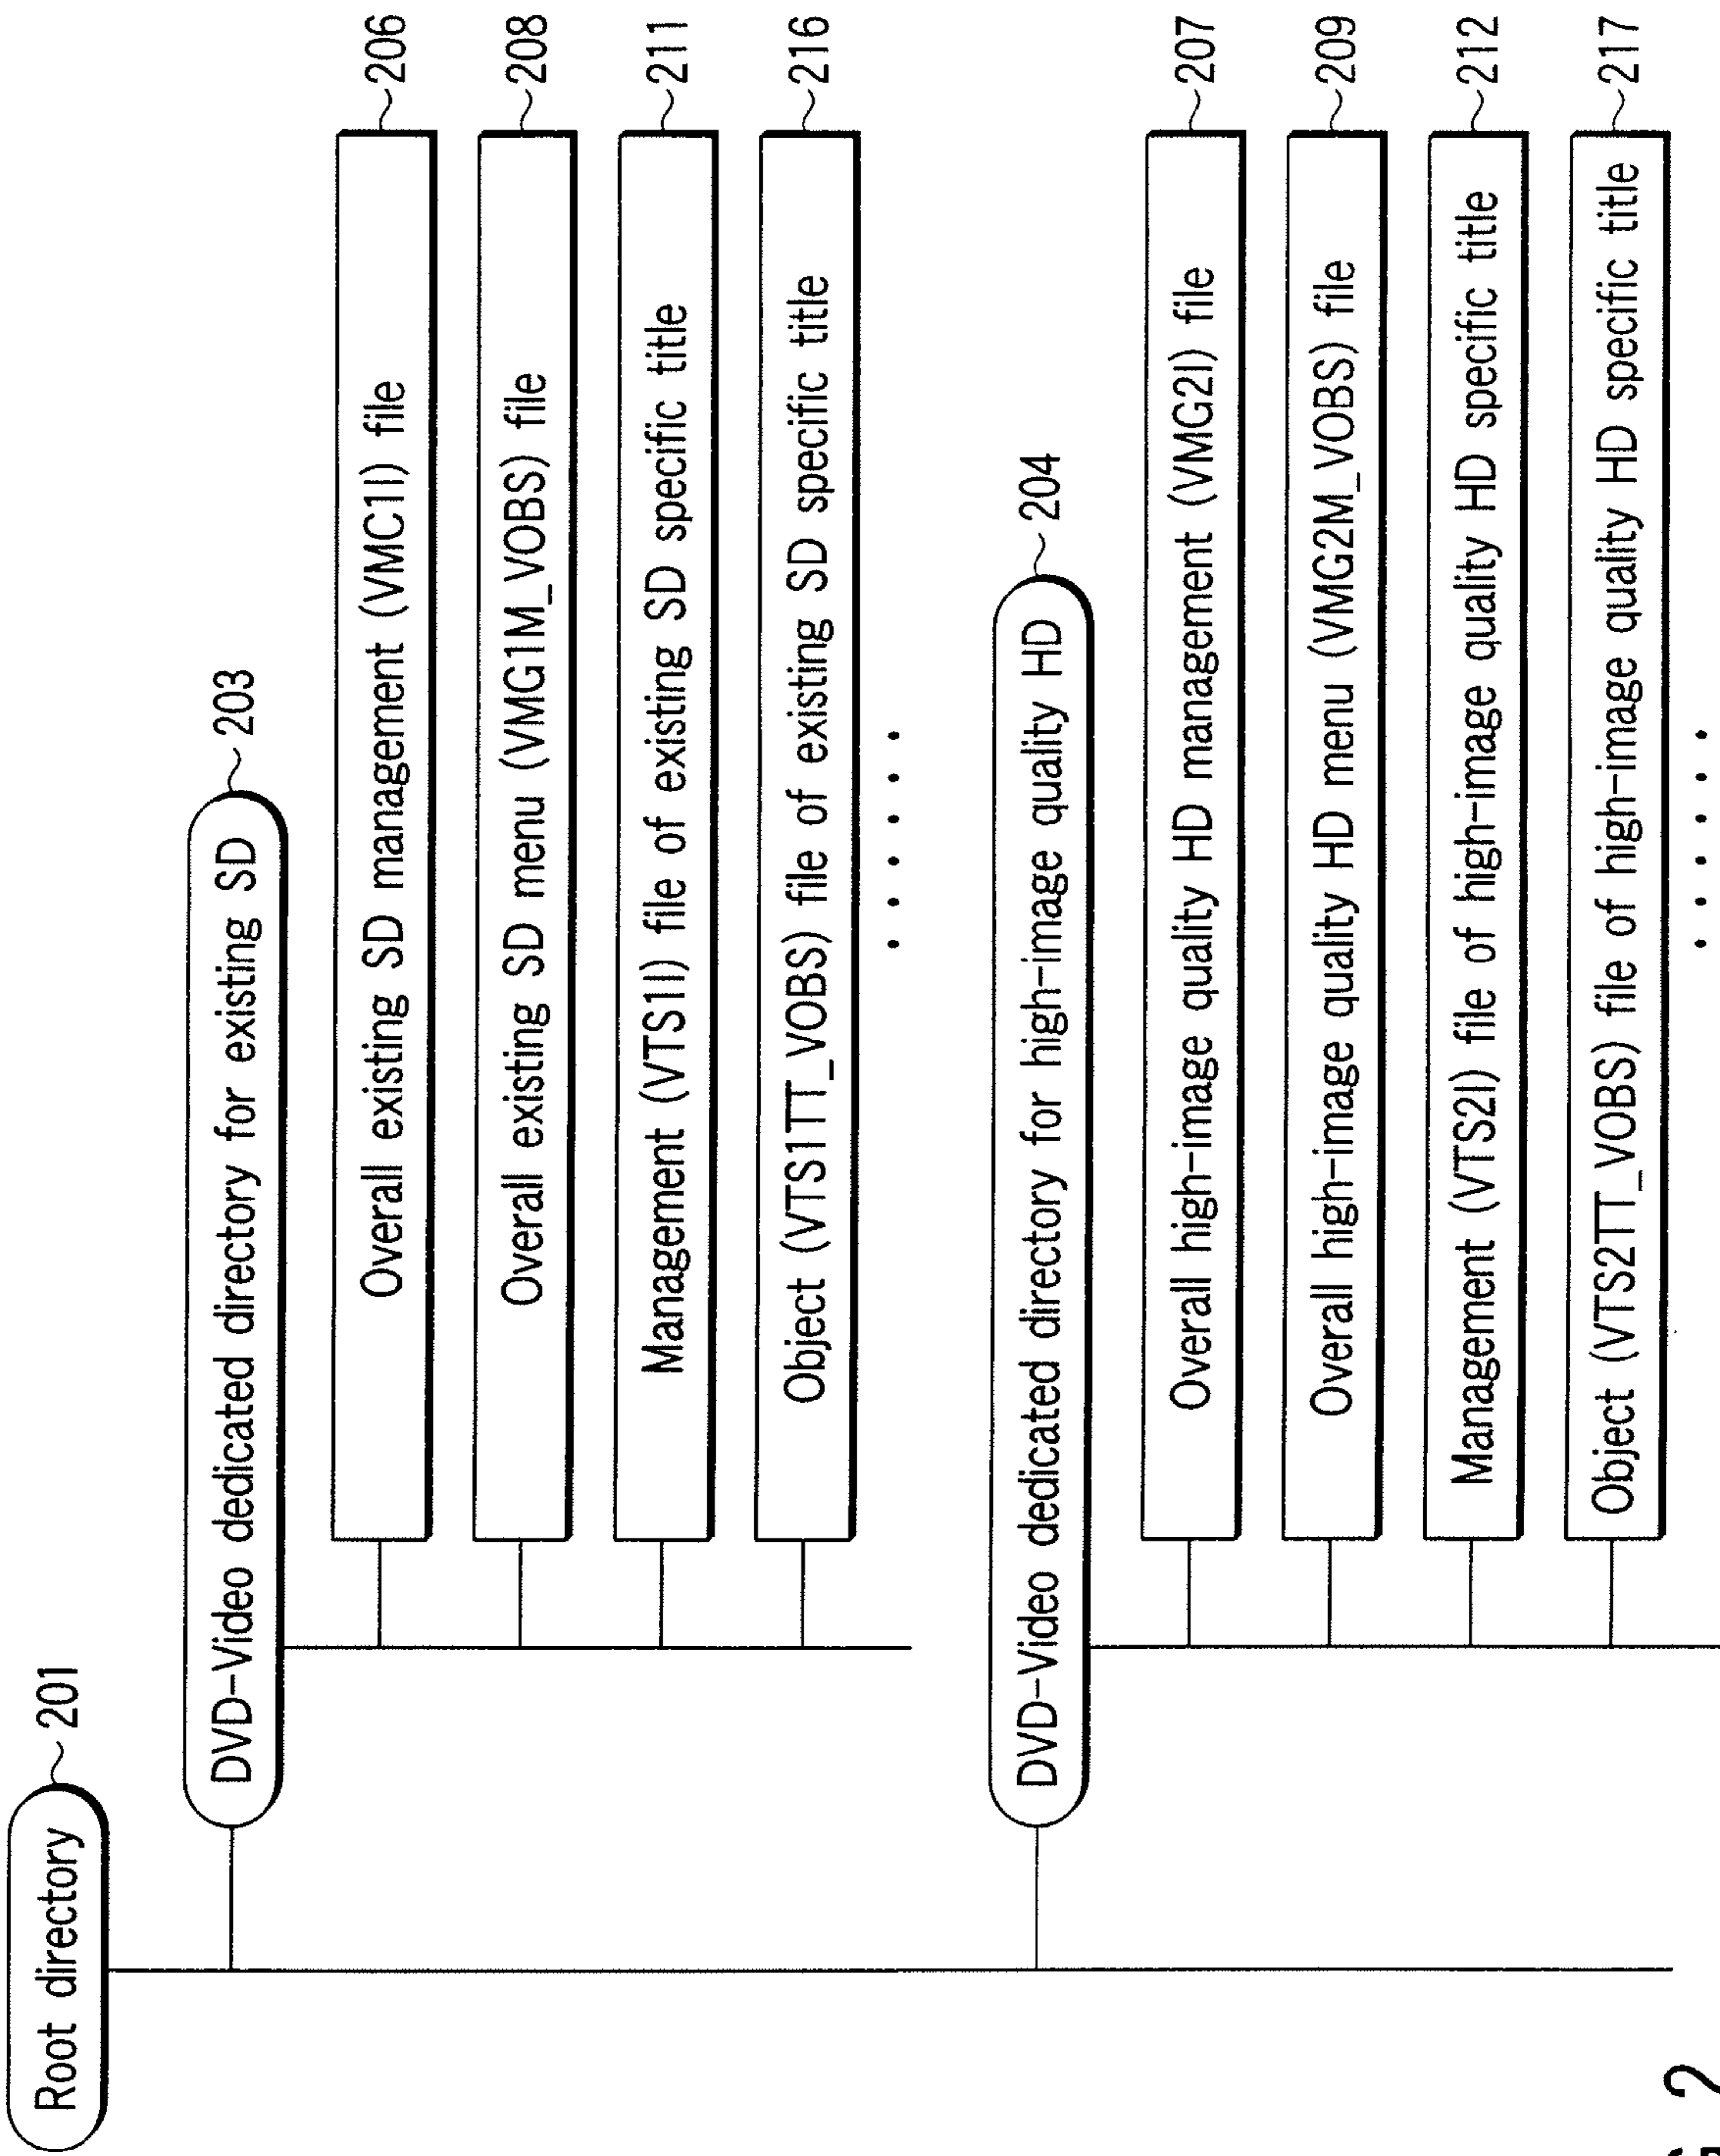 Root directory
201
DVD-Video dedicated directory for existing SD
203
Overall existing SD management (VMC1I) file
206
Overall existing SD menu (VMG1M_VOBS) file
208
Management (VTS1I) file of existing SD specific title
211
Object (VTS1TT_VOBS) file of existing SD specific title
216
.....
DVD-Video dedicated directory for high-image quality HD
204
Overall high-image quality HD management (VMG2I) file
207
Overall high-image quality HD menu (VMG2M_VOBS) file
209
Management (VTS2I) file of high-image quality HD specific title
212
Object (VTS2TT_VOBS) file of high-image quality HD specific title
217
.....
2